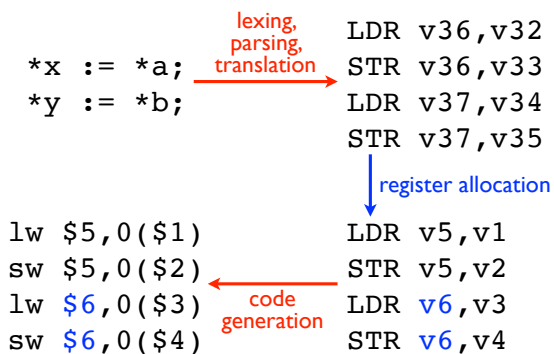 *x := *a;
*y := *b;
lexing,
parsing,
translation
LDR v36,v32
STR v36,v33
LDR v37,v34
STR v37,v35
register allocation
LDR v5,v1
STR v5,v2
LDR v6,v3
STR v6,v4
code
generation
lw $5,0($1)
sw $5,0($2)
lw $6,0($3)
sw $6,0($4)